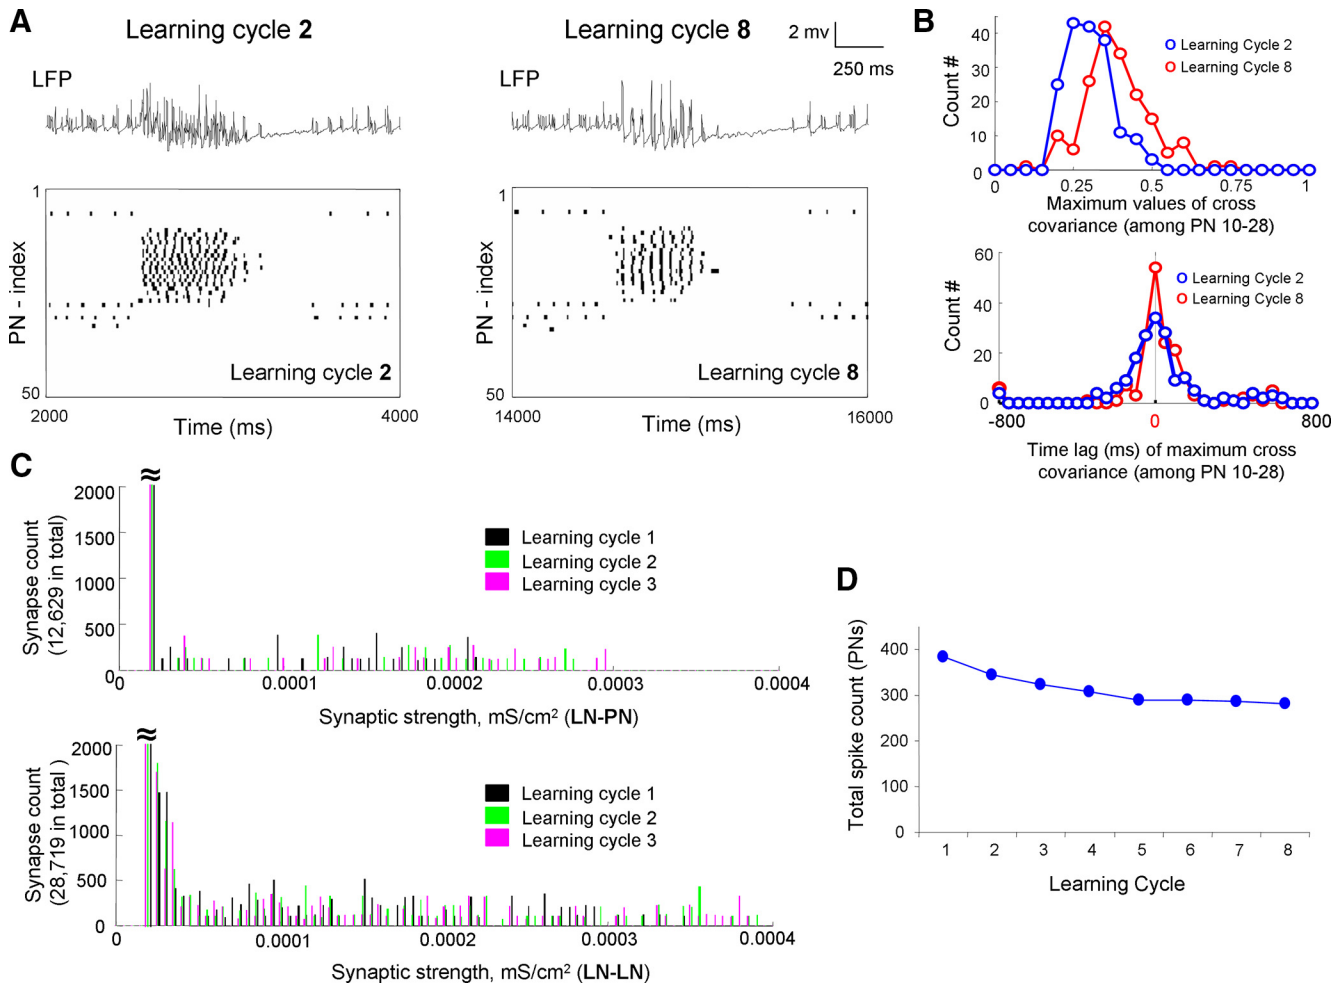 A
Learning cycle 2
Learning cycle 8
2 mv
250 ms
LFP
LFP
1
PN - index
50
2000
4000
Time (ms)
Learning cycle 2
1
PN - index
50
14000
16000
Time (ms)
Learning cycle 8
B
Count #
40
30
20
10
0
Learning Cycle 2
Learning Cycle 8
0
0.25
0.5
0.75
1
Maximum values of cross
covariance (among PN 10-28)
Count #
60
40
20
0
Learning Cycle 2
Learning Cycle 8
-800
0
800
Time lag (ms) of maximum cross
covariance (among PN 10-28)
C
≈
Synapse count
(12,629 in total)
2000
1500
1000
500
0
Learning cycle 1
Learning cycle 2
Learning cycle 3
0
0.0001
0.0002
0.0003
0.0004
Synaptic strength, mS/cm² (LN-PN)
≈
Synapse count
(28,719 in total )
2000
1500
1000
500
0
Learning cycle 1
Learning cycle 2
Learning cycle 3
0
0.0001
0.0002
0.0003
0.0004
Synaptic strength, mS/cm² (LN-LN)
D
Total spike count (PNs)
400
300
200
100
0
1
2
3
4
5
6
7
8
Learning Cycle